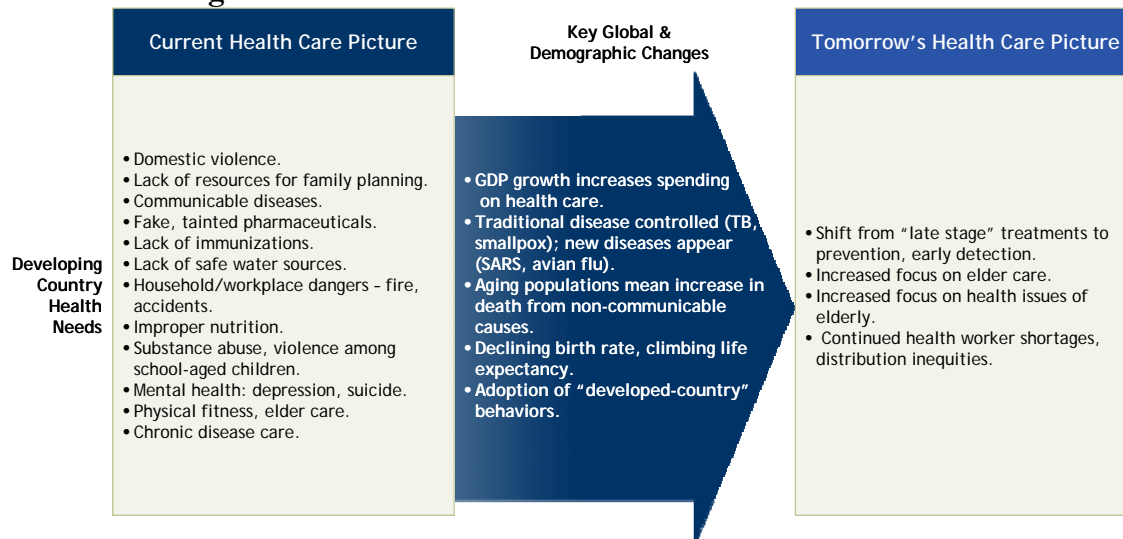 Current Health Care Picture
• Domestic violence.
• Lack of resources for family planning.
• Communicable diseases.
• Fake, tainted pharmaceuticals.
• Lack of immunizations.
• Lack of safe water sources.
• Household/workplace dangers – fire,
accidents.
• Improper nutrition.
• Substance abuse, violence among
school-aged children.
• Mental health: depression, suicide.
• Physical fitness, elder care.
• Chronic disease care.
Developing
Country
Health
Needs
Key Global &
Demographic Changes
• GDP growth increases spending
on health care.
• Traditional disease controlled (TB,
smallpox); new diseases appear
(SARS, avian flu).
• Aging populations mean increase in
death from non-communicable
causes.
• Declining birth rate, climbing life
expectancy.
• Adoption of “developed-country”
behaviors.
Tomorrow’s Health Care Picture
• Shift from “late stage” treatments to
prevention, early detection.
• Increased focus on elder care.
• Increased focus on health issues of
elderly.
• Continued health worker shortages,
distribution inequities.